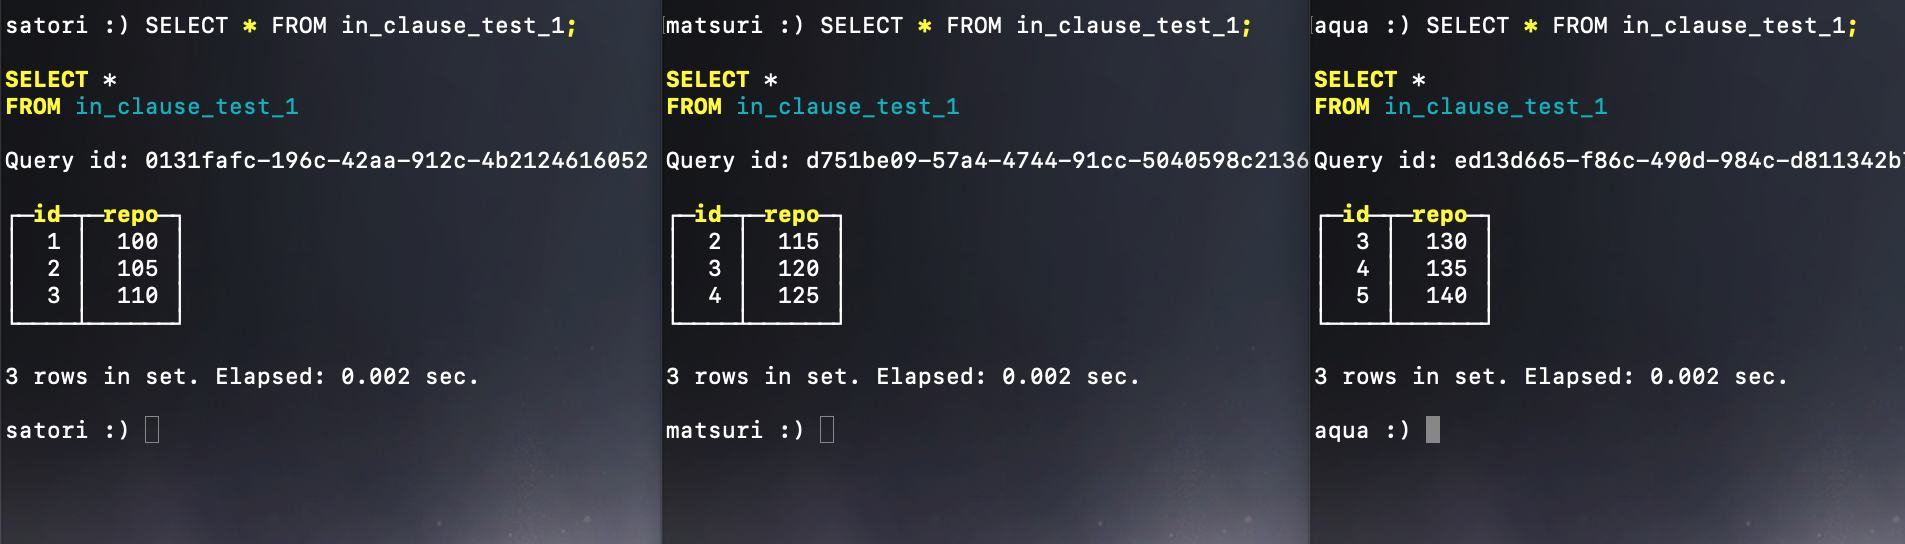 satori :) SELECT * FROM in_clause_test_1;
SELECT *
FROM in_clause_test_1
Query id: 0131fafc-196c-42aa-912c-4b2124616052
id repo
1 100
2 105
3 110
3 rows in set. Elapsed: 0.002 sec.
satori :)
matsuri :) SELECT * FROM in_clause_test_1;
SELECT *
FROM in_clause_test_1
Query id: d751be09-57a4-4744-91cc-5040598c2136
id repo
2 115
3 120
4 125
3 rows in set. Elapsed: 0.002 sec.
matsuri :)
aqua :) SELECT * FROM in_clause_test_1;
SELECT *
FROM in_clause_test_1
Query id: ed13d665-f86c-490d-984c-d811342b
id repo
3 130
4 135
5 140
3 rows in set. Elapsed: 0.002 sec.
aqua :)